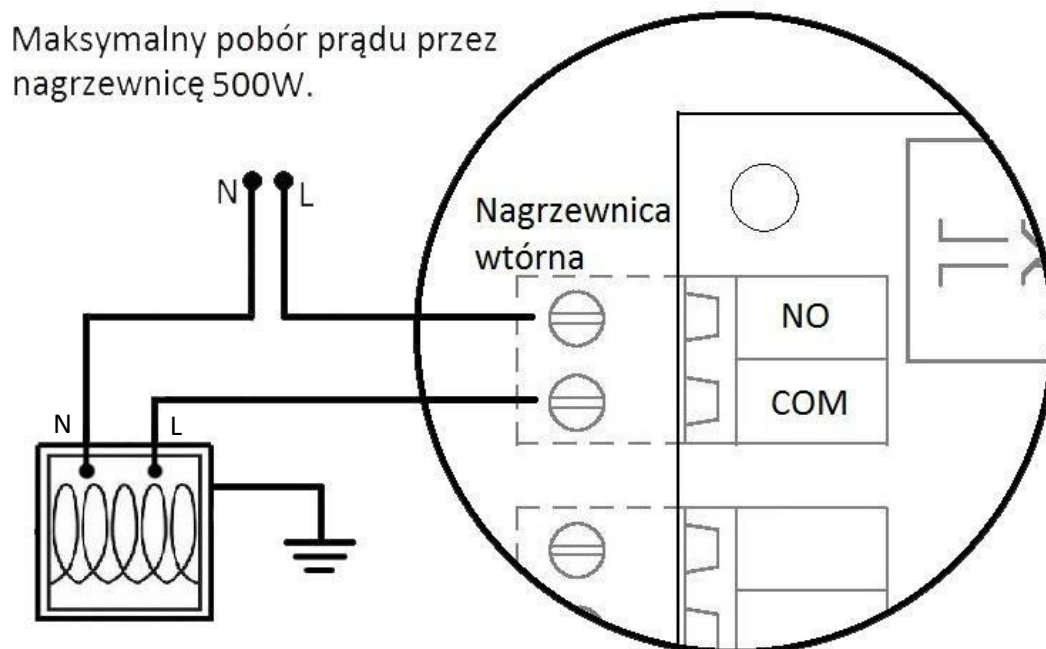 Maksymalny pobór prądu przez
nagrzewnicę 500W.
N L
Nagrzewnica
wtórna
NO
COM
N L